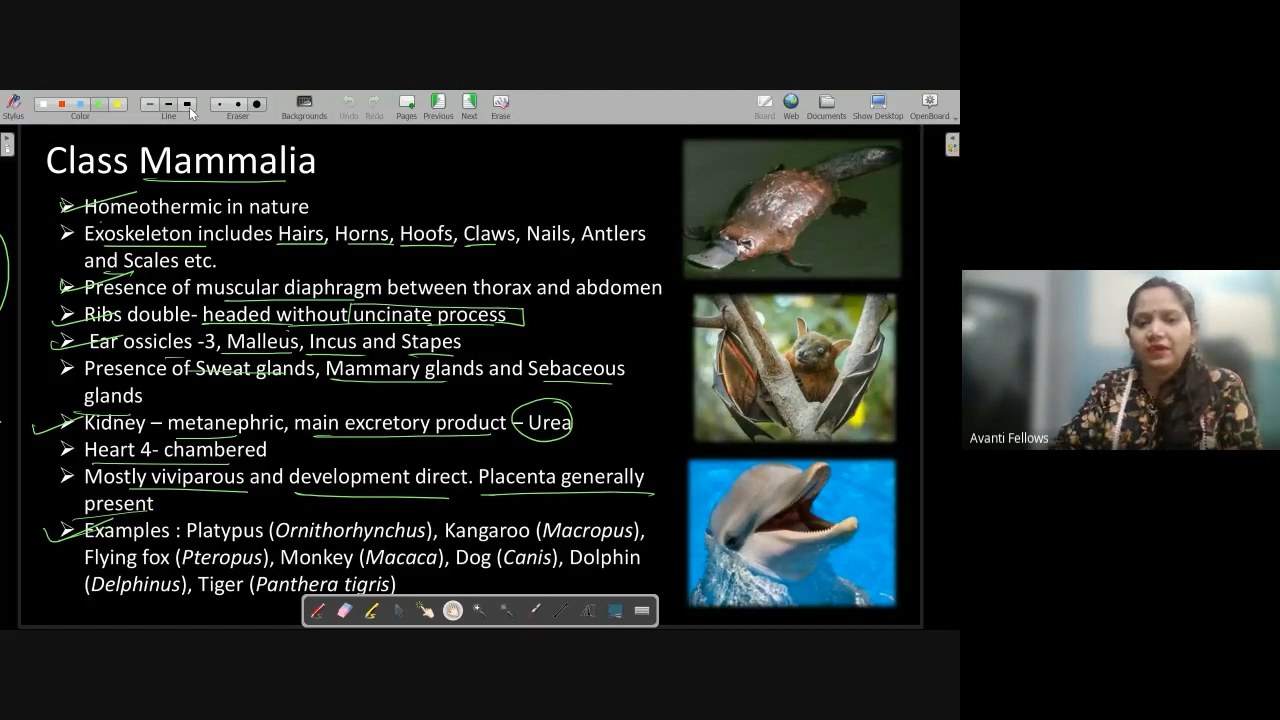 Stylus
Color
Line
Eraser
Backgrounds
Undo
Redo
Pages
Previous
Next
Erase
Board
Web
Documents
Show Desktop
OpenBoard
Class Mammalia
Homeothermic in nature
Exoskeleton includes Hairs, Horns, Hoofs, Claws, Nails, Antlers
and Scales etc.
Presence of muscular diaphragm between thorax and abdomen
Ribs double- headed without uncinate process
Ear ossicles -3, Malleus, Incus and Stapes
Presence of Sweat glands, Mammary glands and Sebaceous
glands
Kidney – metanephric, main excretory product – Urea
Heart 4- chambered
Mostly viviparous and development direct. Placenta generally
present
Examples : Platypus (Ornithorhynchus), Kangaroo (Macropus),
Flying fox (Pteropus), Monkey (Macaca), Dog (Canis), Dolphin
(Delphinus), Tiger (Panthera tigris)
Avanti Fellows